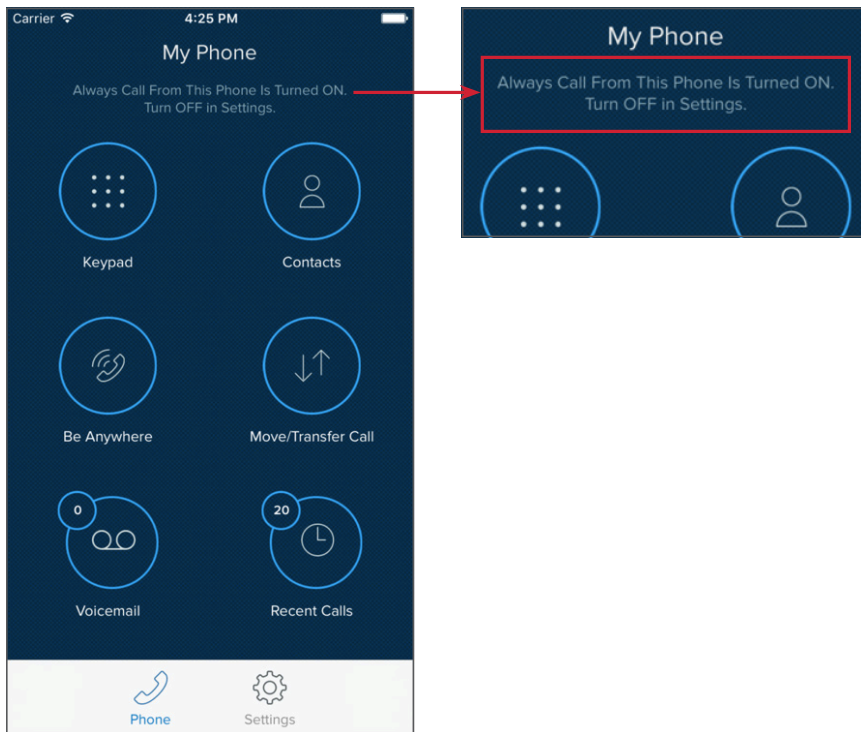 Carrier 4:25 PM
My Phone
Always Call From This Phone Is Turned ON.
Turn OFF in Settings.
Keypad Contacts
Be Anywhere Move/Transfer Call
0 20
Voicemail Recent Calls
Phone Settings
My Phone
Always Call From This Phone Is Turned ON.
Turn OFF in Settings.